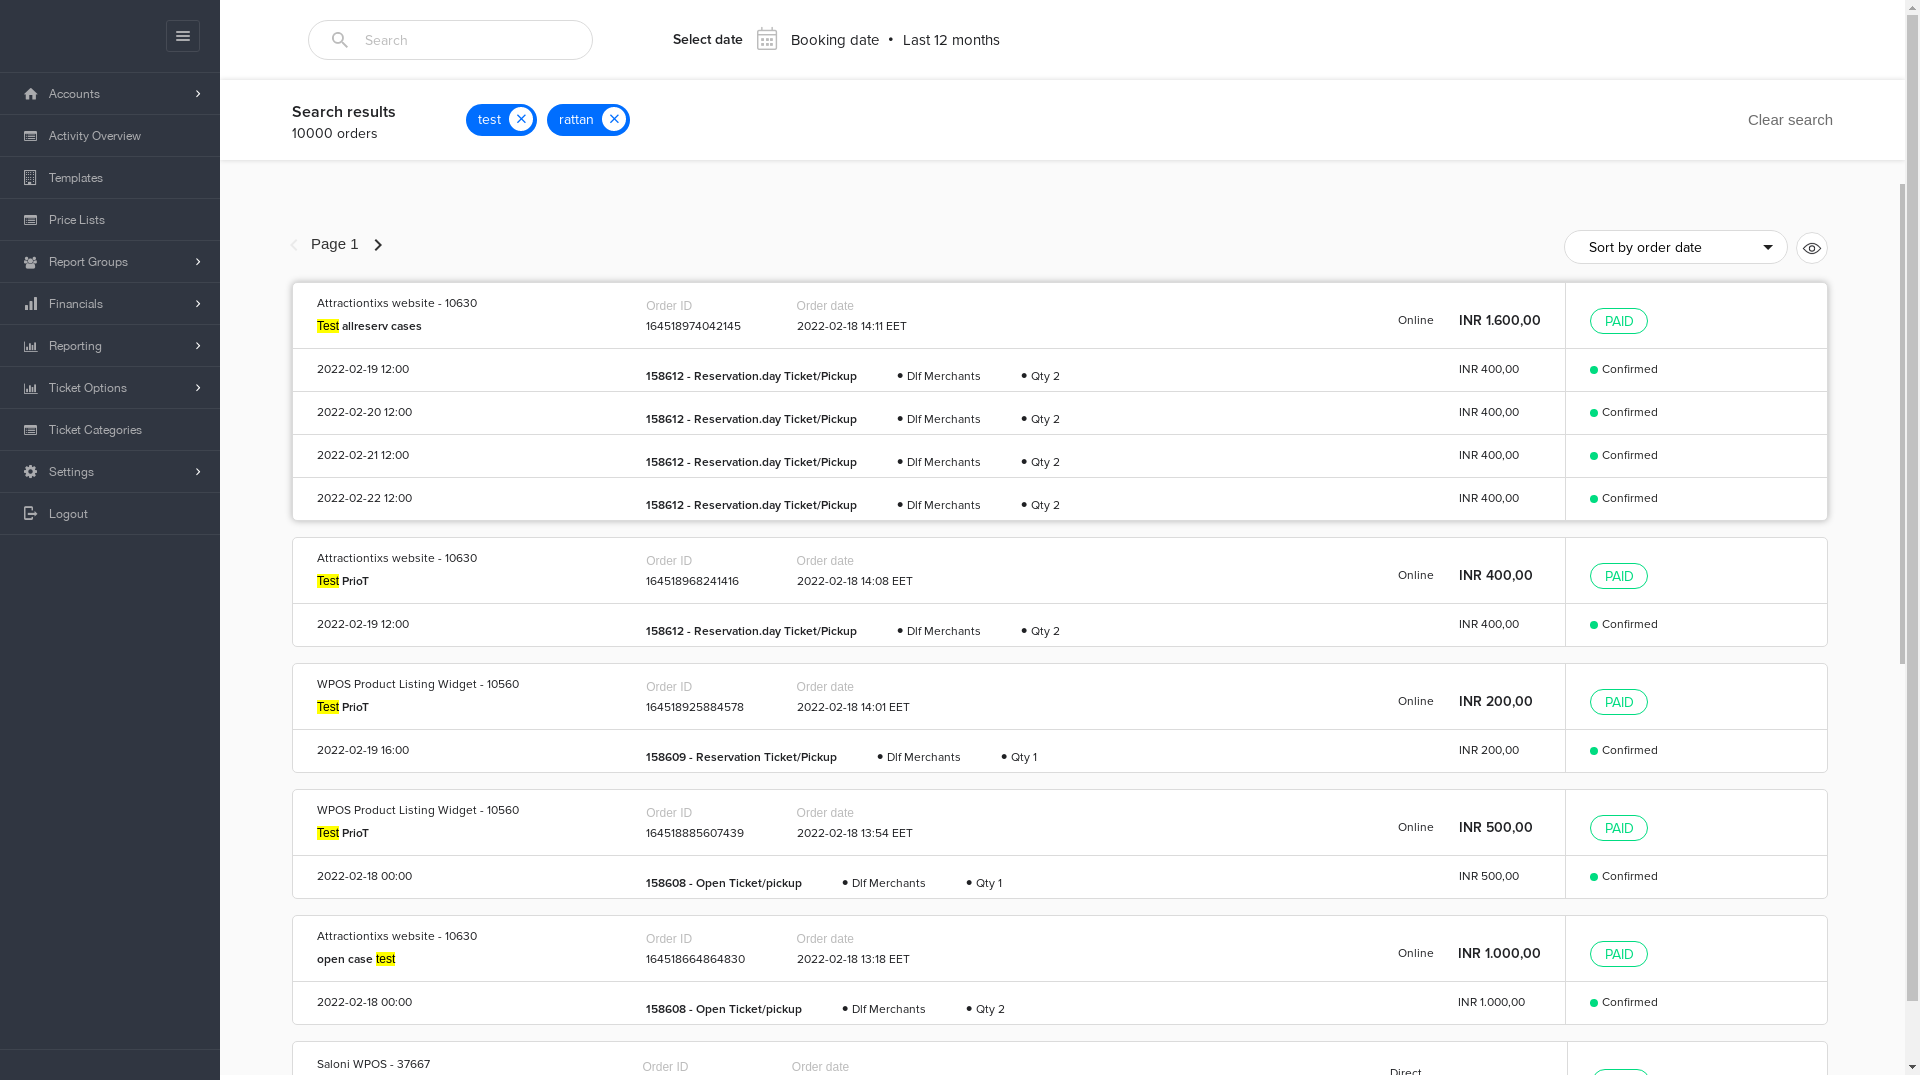 Search
Select date
Booking date • Last 12 months
Accounts
Activity Overview
Templates
Price Lists
Report Groups
Financials
Reporting
Ticket Options
Ticket Categories
Settings
Logout
Search results
10000 orders
test
rattan
Clear search
Page 1
Sort by order date
Attractiontixs website - 10630
Test allreserv cases
Order ID
164518974042145
Order date
2022-02-18 14:11 EET
Online
INR 1.600,00
PAID
2022-02-19 12:00 158612 - Reservation.day Ticket/Pickup • Dlf Merchants • Qty 2 INR 400,00 Confirmed
2022-02-20 12:00 158612 - Reservation.day Ticket/Pickup • Dlf Merchants • Qty 2 INR 400,00 Confirmed
2022-02-21 12:00 158612 - Reservation.day Ticket/Pickup • Dlf Merchants • Qty 2 INR 400,00 Confirmed
2022-02-22 12:00 158612 - Reservation.day Ticket/Pickup • Dlf Merchants • Qty 2 INR 400,00 Confirmed
Attractiontixs website - 10630
Test PrioT
Order ID
164518968241416
Order date
2022-02-18 14:08 EET
Online
INR 400,00
PAID
2022-02-19 12:00 158612 - Reservation.day Ticket/Pickup • Dlf Merchants • Qty 2 INR 400,00 Confirmed
WPOS Product Listing Widget - 10560
Test PrioT
Order ID
164518925884578
Order date
2022-02-18 14:01 EET
Online
INR 200,00
PAID
2022-02-19 16:00 158609 - Reservation Ticket/Pickup • Dlf Merchants • Qty 1 INR 200,00 Confirmed
WPOS Product Listing Widget - 10560
Test PrioT
Order ID
164518885607439
Order date
2022-02-18 13:54 EET
Online
INR 500,00
PAID
2022-02-18 00:00 158608 - Open Ticket/pickup • Dlf Merchants • Qty 1 INR 500,00 Confirmed
Attractiontixs website - 10630
open case test
Order ID
164518664864830
Order date
2022-02-18 13:18 EET
Online
INR 1.000,00
PAID
2022-02-18 00:00 158608 - Open Ticket/pickup • Dlf Merchants • Qty 2 INR 1.000,00 Confirmed
Saloni WPOS - 37667
Order ID
Order date
Direct